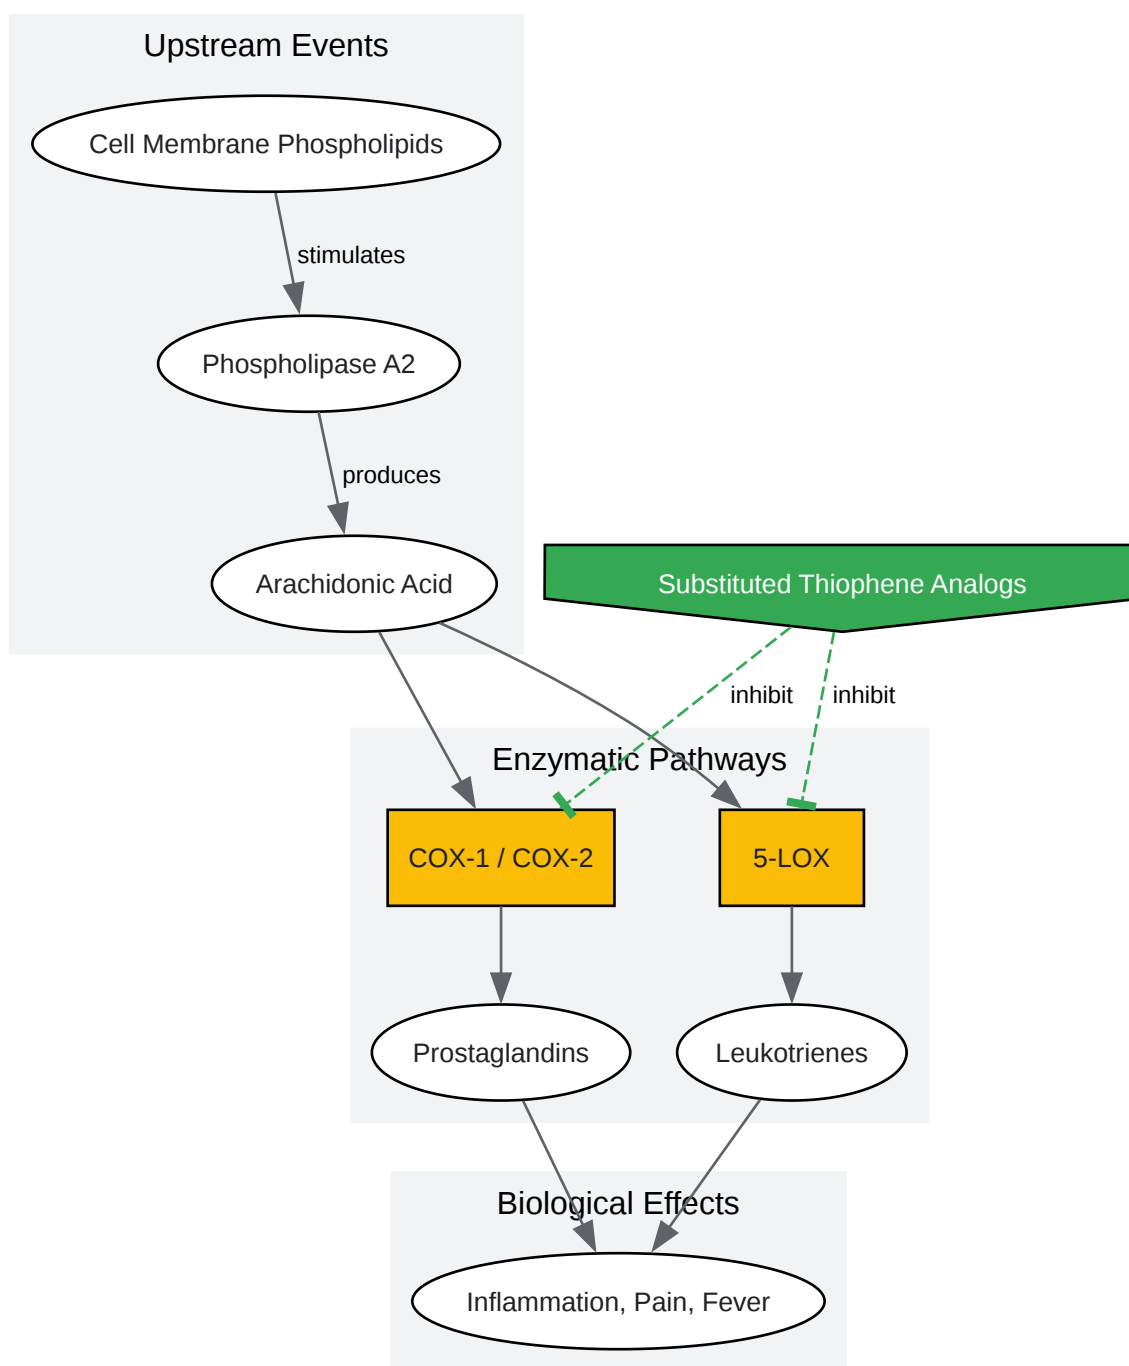 Upstream Events
Cell Membrane Phospholipids
stimulates
Phospholipase A2
produces
Arachidonic Acid
Substituted Thiophene Analogs
inhibit
inhibit
Enzymatic Pathways
COX-1 / COX-2
5-LOX
Prostaglandins
Leukotrienes
Biological Effects
Inflammation, Pain, Fever